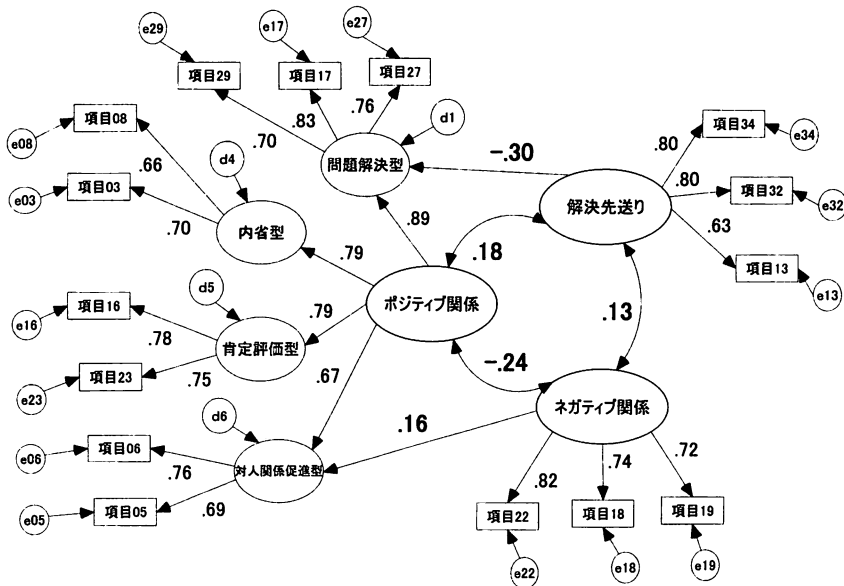 e29
e17
e27
項目29
項目17
項目27
項目08
e08
d4
.70
.83
.76
d1
項目34
e34
.66
問題解決型
-.30
.80
項目03
e03
.70
内省型
.89
解決先送り
.80
項目32
e32
.63
.79
.18
項目13
e13
項目16
e16
d5
.79
ポジティブ関係
.13
.78
肯定評価型
項目23
e23
.75
-.24
.67
d6
ネガティブ関係
項目06
e06
.16
.76
対人関係促進型
.82
.74
.72
項目05
e05
.69
項目22
項目18
項目19
e22
e18
e19